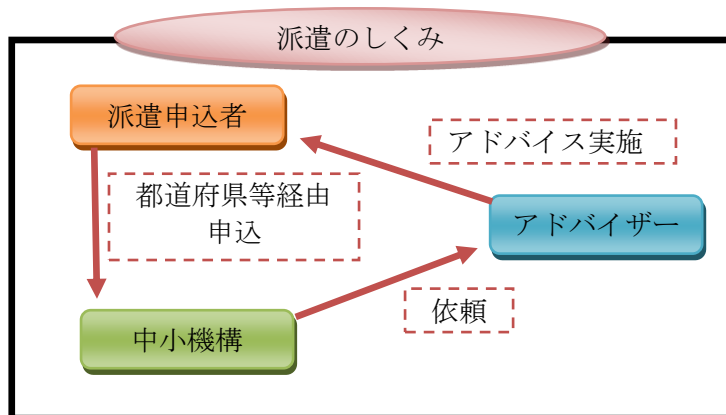 派遣のしくみ
派遣申込者
アドバイス実施
都道府県等経由
申込
アドバイザー
依頼
中小機構